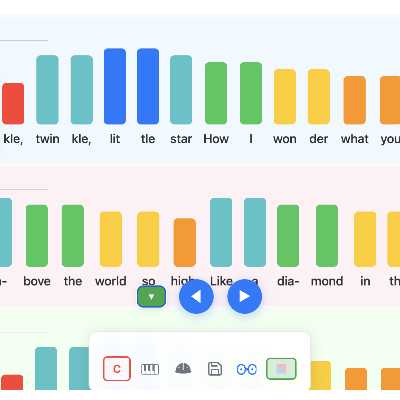 kle, twin kle, lit tle star How I won der what you
bove the world so high Like a dia- mond in
C